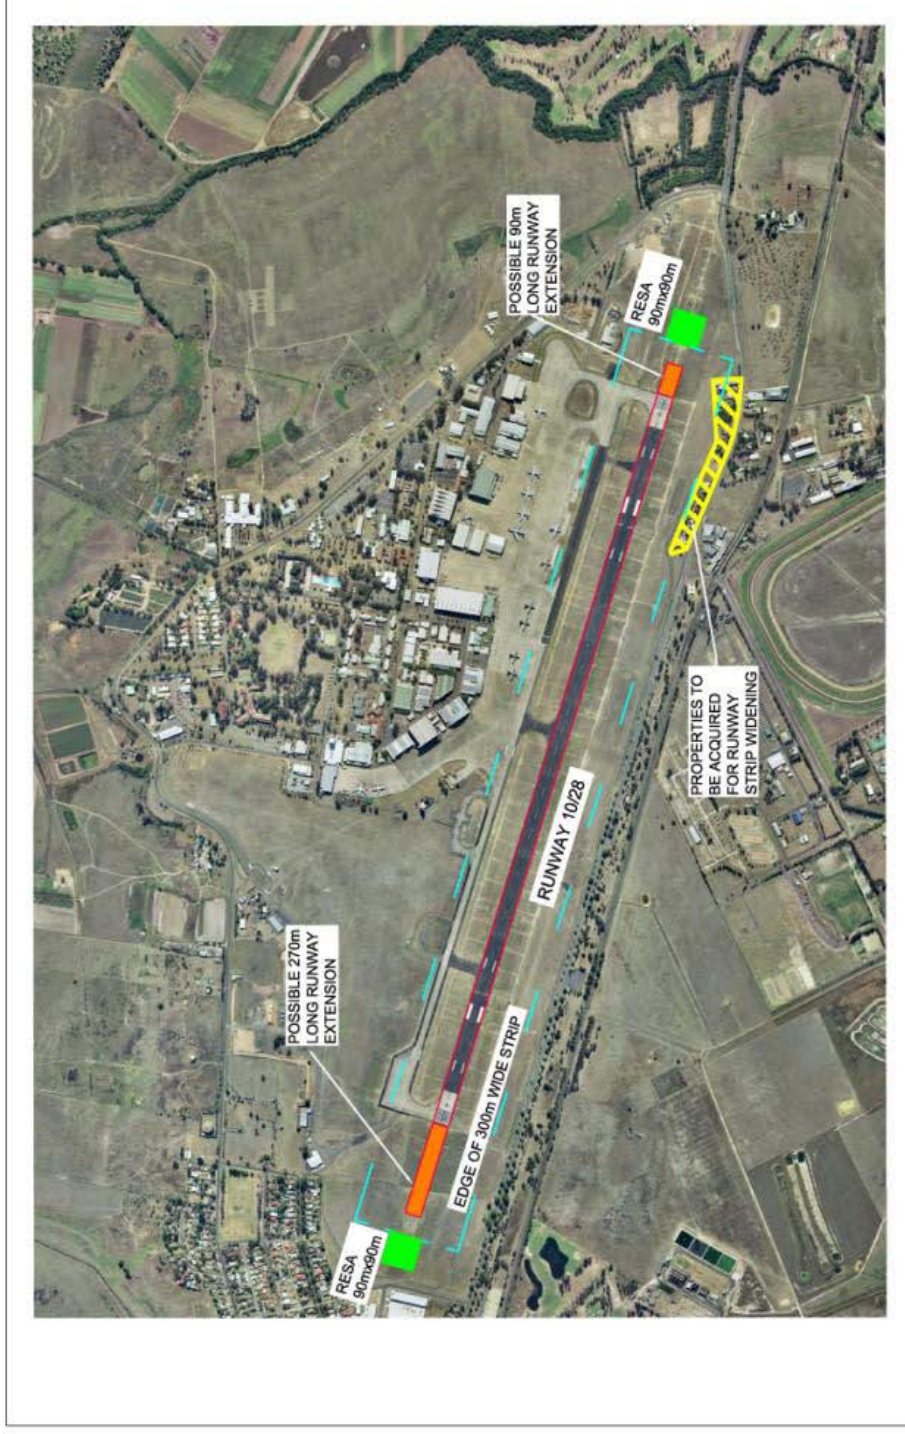 POSSIBLE 270m
LONG RUNWAY
EXTENSION
RESA
90mx90m
EDGE OF 300m WIDE STRIP
RUNWAY 10/28
POSSIBLE 90m
LONG RUNWAY
EXTENSION
RESA
90mx90m
PROPERTIES TO
BE ACQUIRED
FOR RUNWAY
STRIP WIDENING